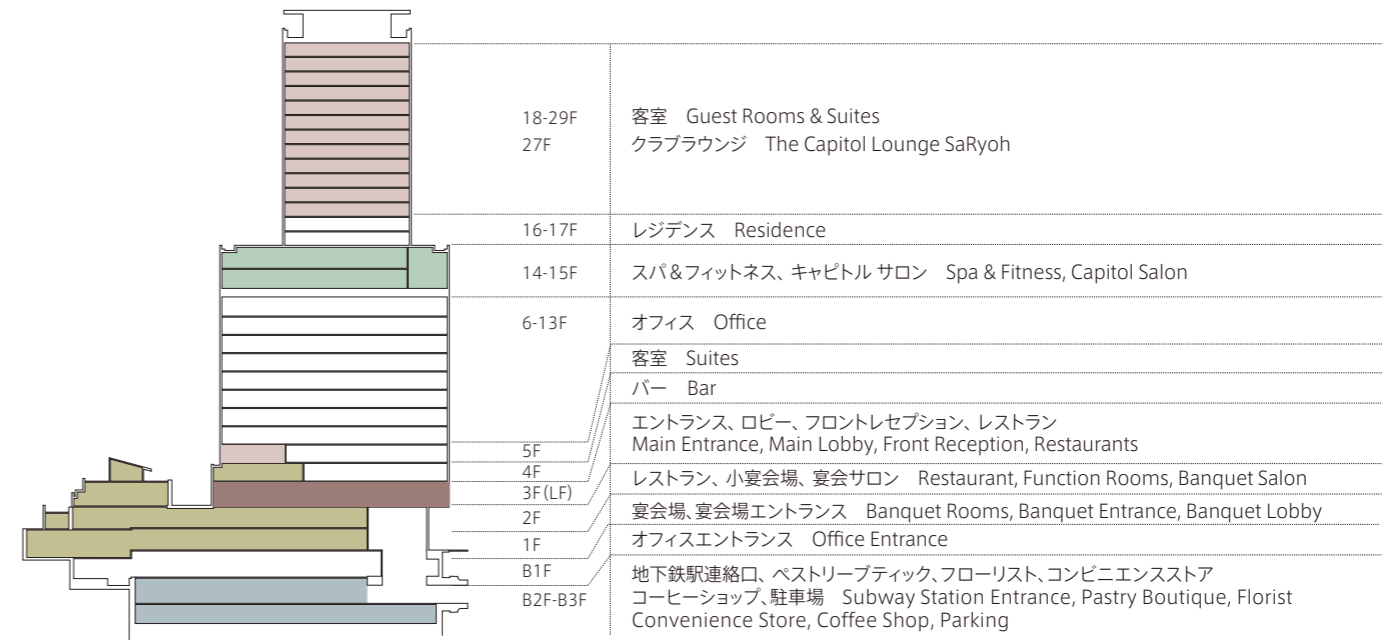 18-29F 客室 Guest Rooms & Suites
27F クラブラウンジ The Capitol Lounge SaRyoh
16-17F レジデンス Residence
14-15F スパ&フィットネス、キャピトル サロン Spa & Fitness, Capitol Salon
6-13F オフィス Office
5F 客室 Suites
4F バー Bar
3F(LF) エントランス、ロビー、フロントレセプション、レストラン
Main Entrance, Main Lobby, Front Reception, Restaurants
2F レストラン、小宴会場、宴会サロン Restaurant, Function Rooms, Banquet Salon
1F 宴会場、宴会場エントランス Banquet Rooms, Banquet Entrance, Banquet Lobby
B1F オフィスエントランス Office Entrance
B2F-B3F 地下鉄駅連絡口、ペストリーブティック、フローリスト、コンビニエンスストア
コーヒーショップ、駐車場 Subway Station Entrance, Pastry Boutique, Florist
Convenience Store, Coffee Shop, Parking